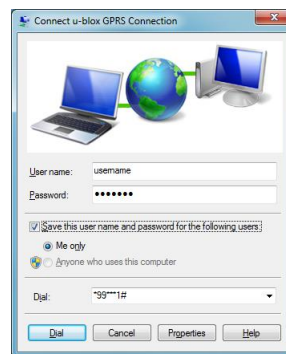 Connect u-blox GPRS Connection
User name: username
Password: •••••••
Save this user name and password for the following users:
Me only
Anyone who uses this computer
Dial: *99***1#
Dial Cancel Properties Help